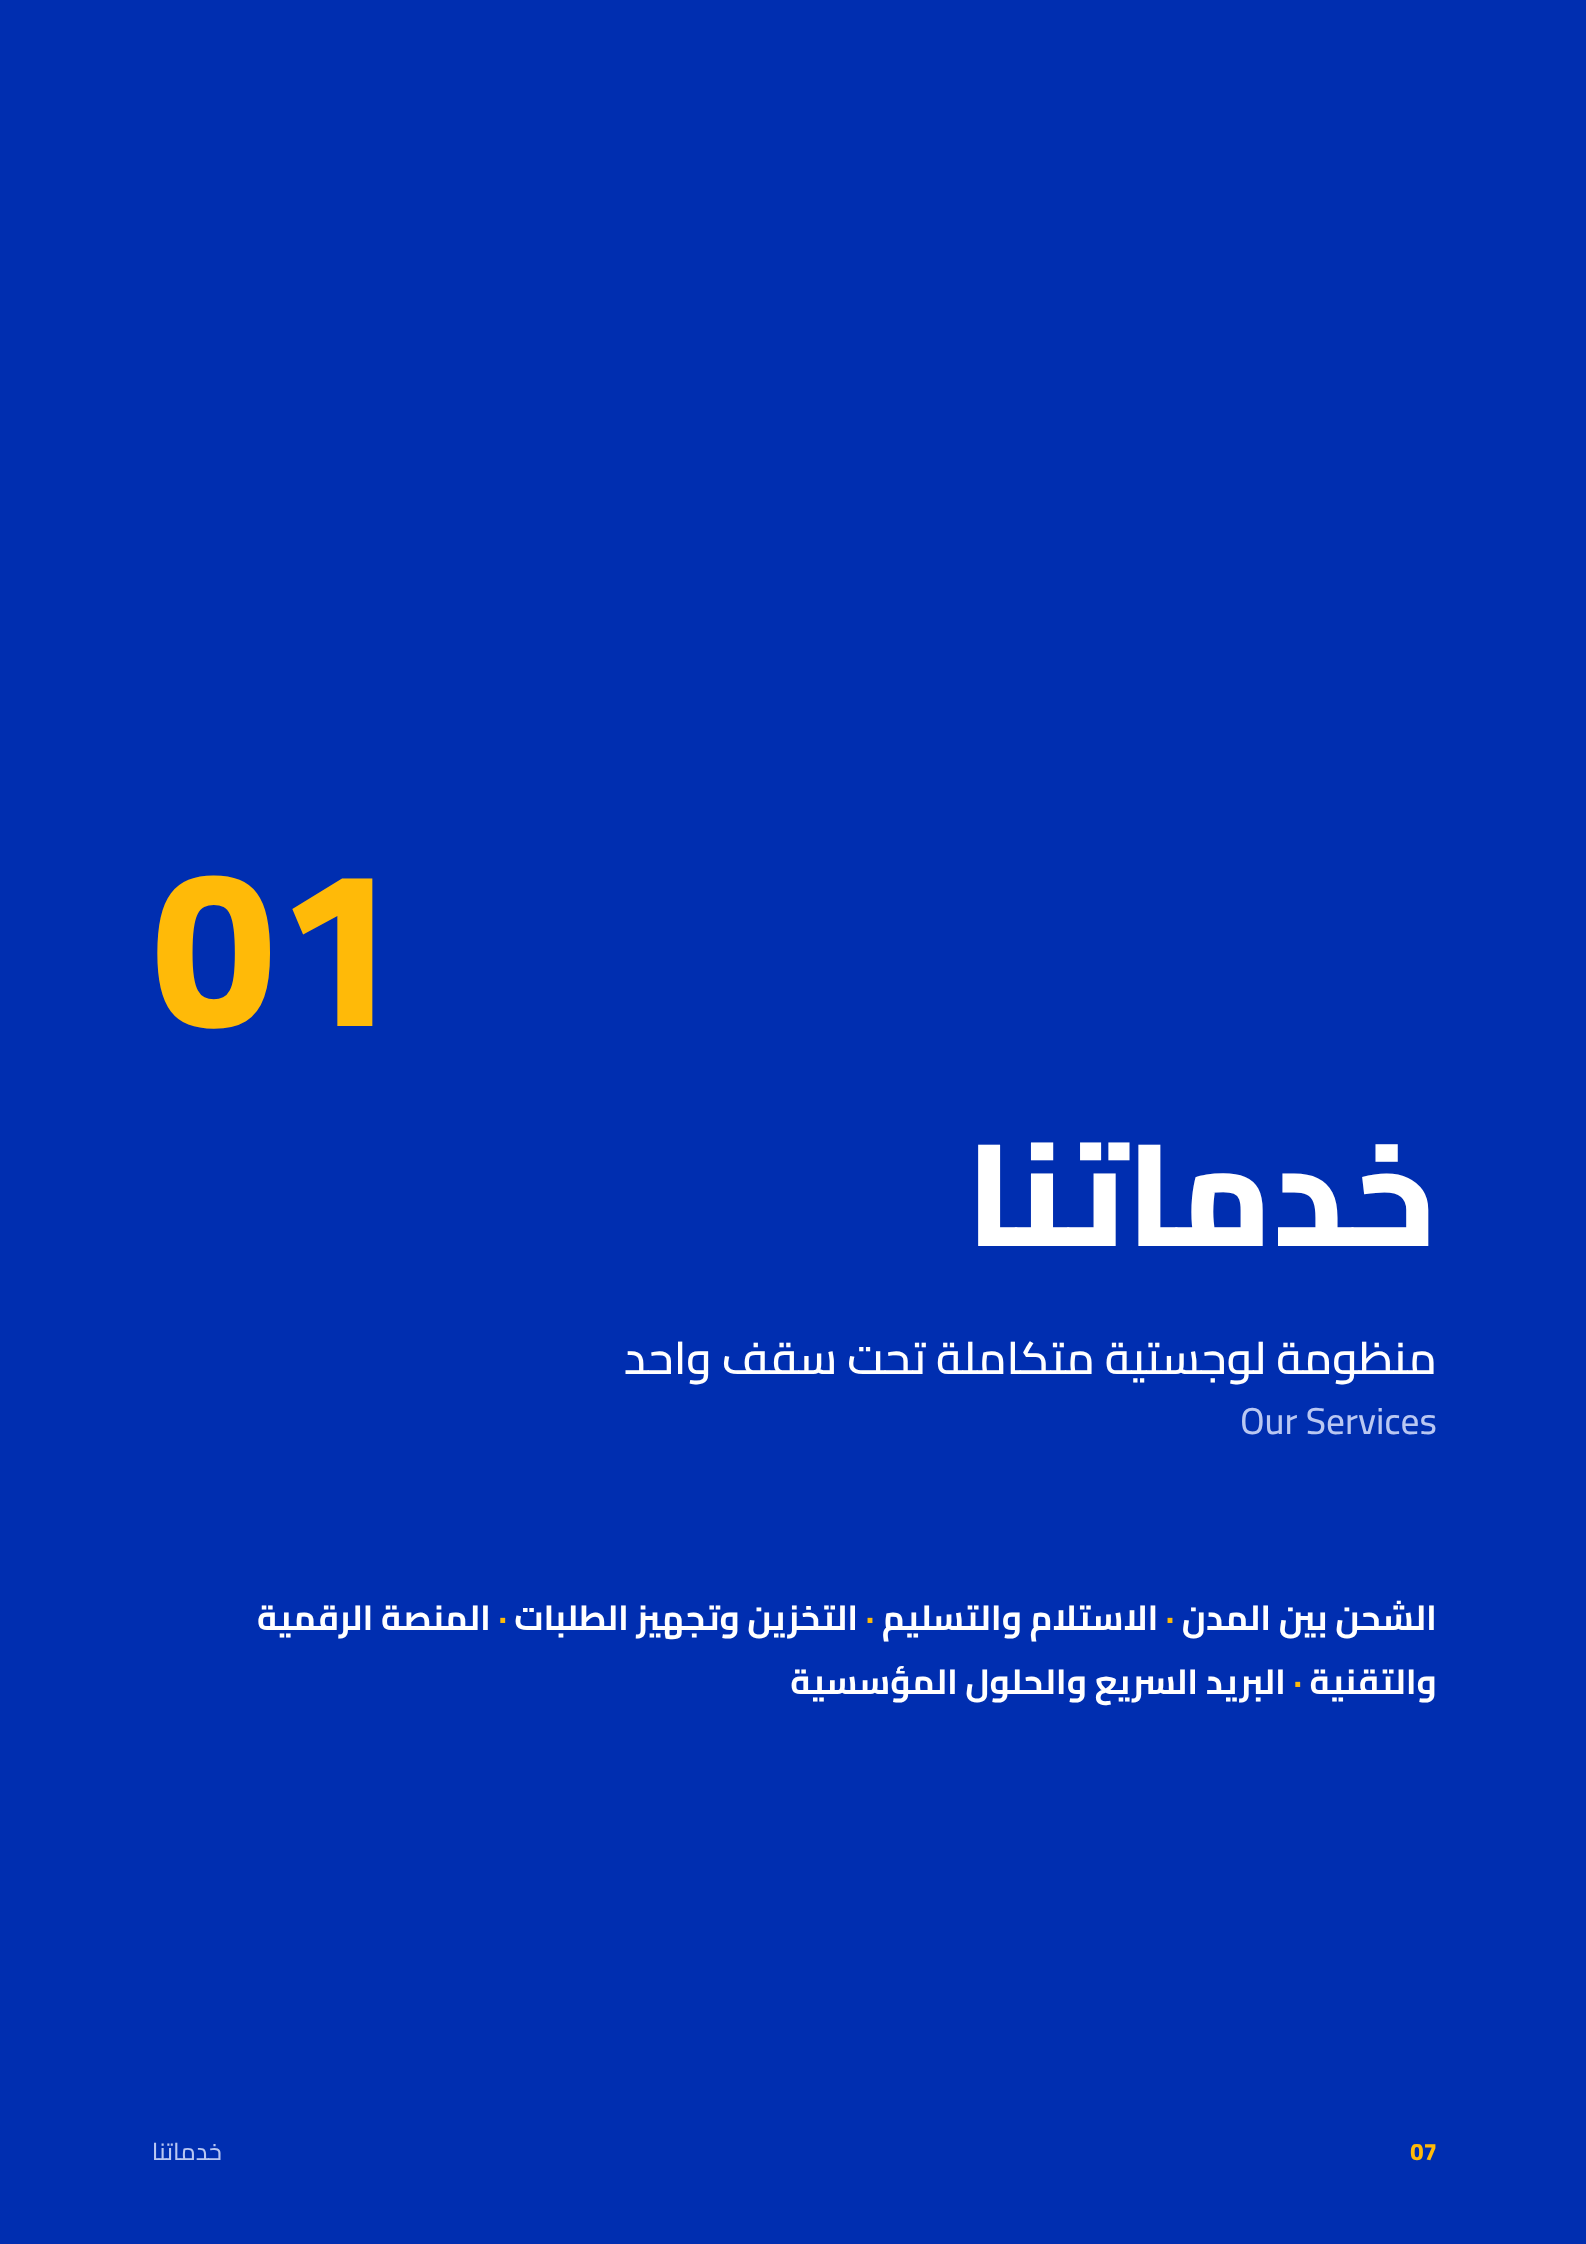 01
خدماتنا
منظومة لوجستية متكاملة تحت سقف واحد
Our Services
الشحن بين المدن · الاستلام والتسليم · التخزين وتجهيز الطلبات · المنصة الرقمية
والتقنية · البريد السريع والحلول المؤسسية
07
خدماتنا